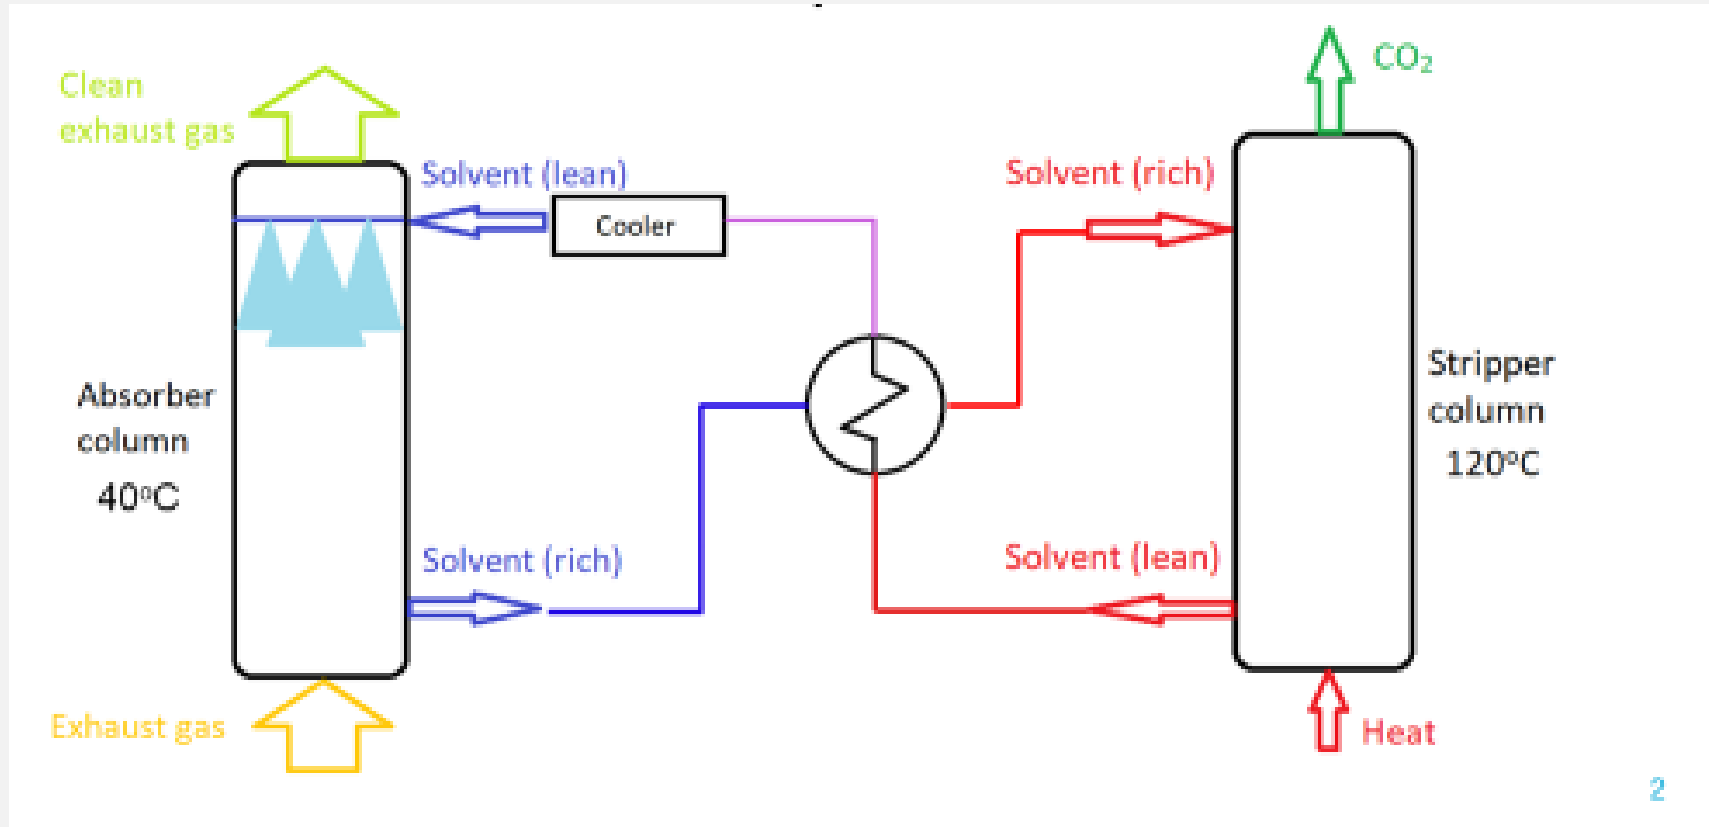 CO₂
Clean
exhaust gas
Solvent (lean)
Solvent (rich)
Cooler
Stripper
column
120ºC
Absorber
column
40ºC
Solvent (rich)
Solvent (lean)
Exhaust gas
Heat
2